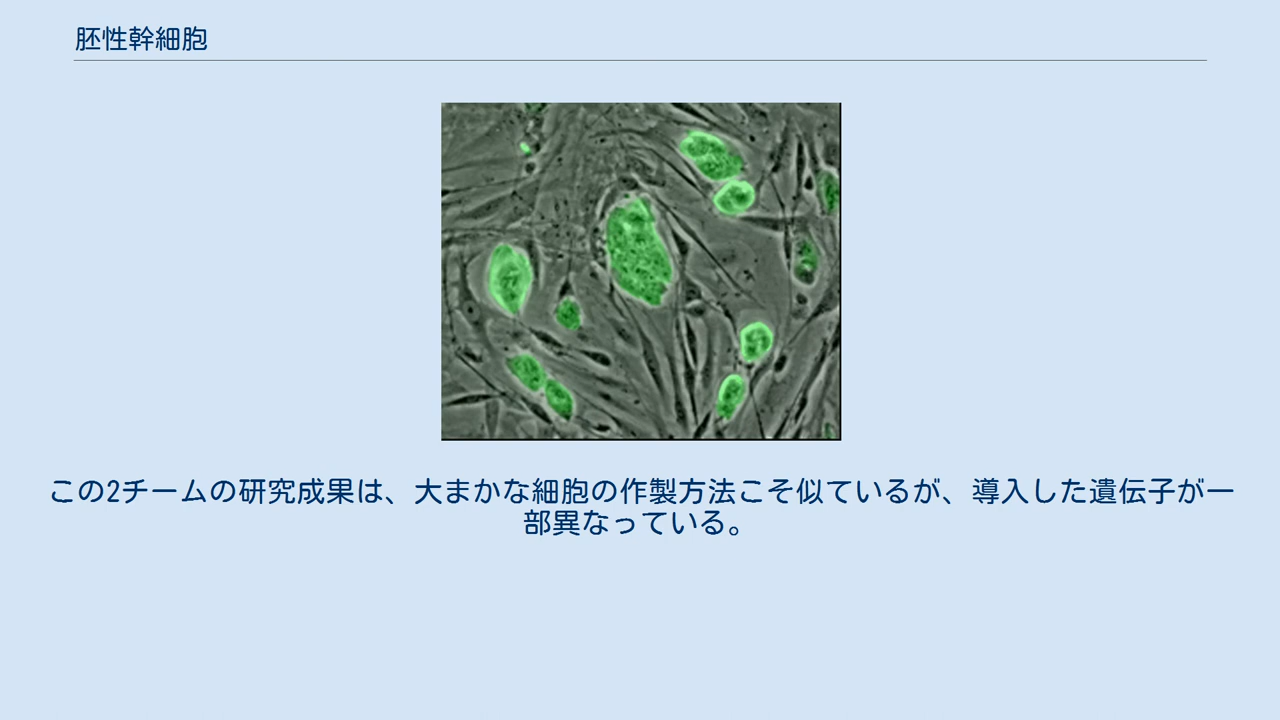 胚性幹細胞
この2チームの研究成果は、大まかな細胞の作製方法こそ似ているが、導入した遺伝子が一
部異なっている。